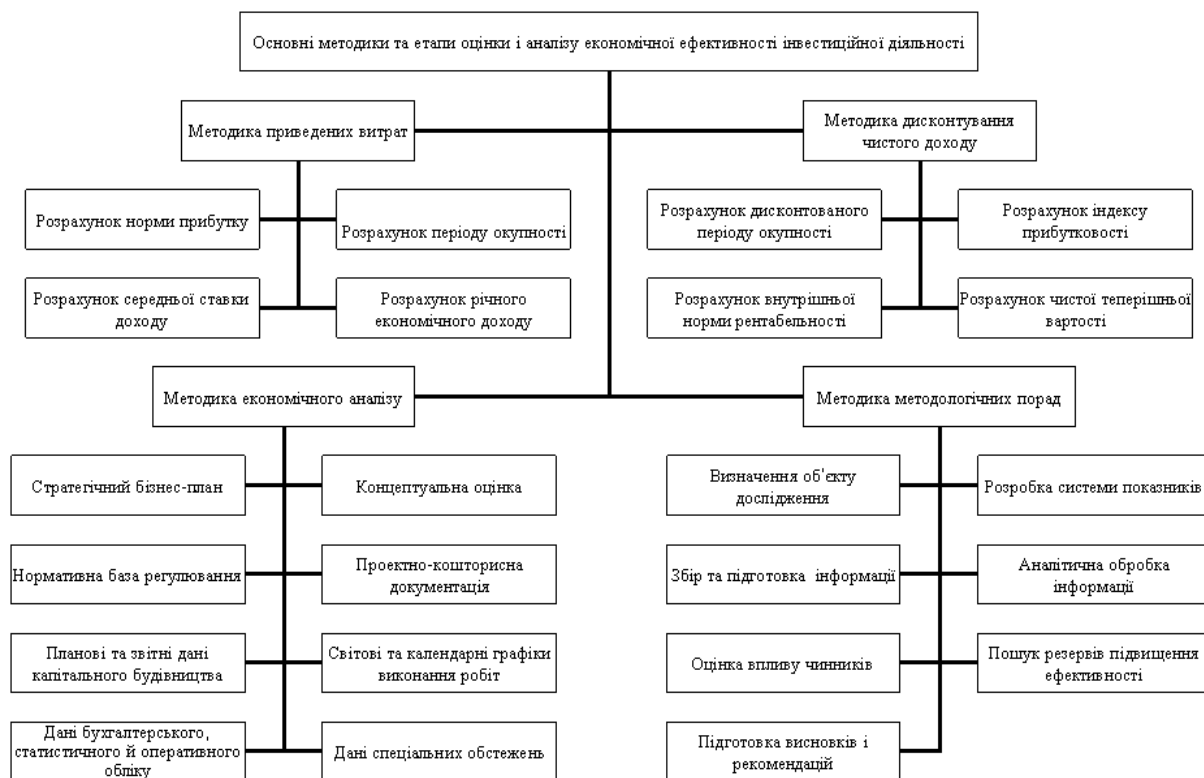 Основні методики та етапи оцінки і аналізу економічної ефективності інвестиційної діяльності
Методика приведених витрат
Методика дисконтування
чистого доходу
Розрахунок норми прибутку
Розрахунок періоду окупності
Розрахунок дисконтованого
періоду окупності
Розрахунок індексу
прибутковості
Розрахунок середньої ставки
доходу
Розрахунок річного
економічного доходу
Розрахунок внутрішньої
норми рентабельності
Розрахунок чистої теперішньої
вартості
Методика економічного аналізу
Методика методологічних порад
Стратегічний бізнес-план
Концептуальна оцінка
Визначення об'єкту
дослідження
Розробка системи показників
Нормативна база регулювання
Проектно-кошторисна
документація
Збір та підготовка інформації
Аналітична обробка
інформації
Планові та звітні дані
капітального будівництва
Світові та календарні графіки
виконання робіт
Оцінка впливу чинників
Пошук резервів підвищення
ефективності
Дані бухгалтерського,
статистичного й оперативного
обліку
Дані спеціальних обстежень
Підготовка висновків і
рекомендацій